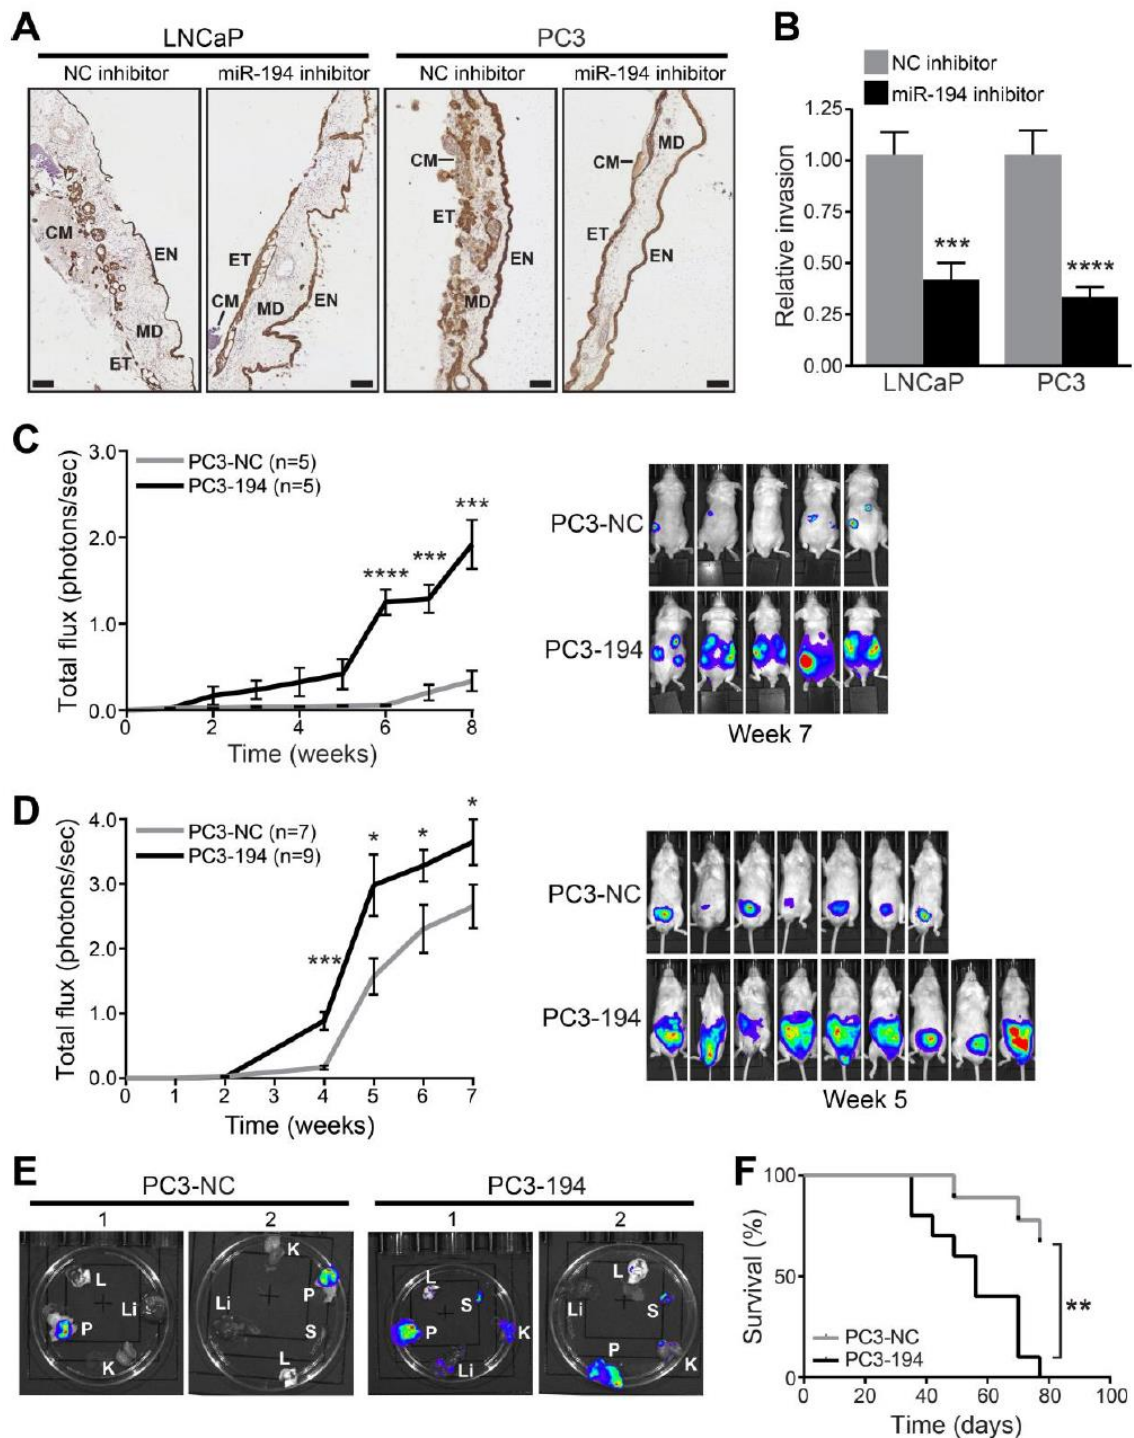 A
LNCaP
PC3
NC inhibitor
miR-194 inhibitor
NC inhibitor
miR-194 inhibitor
CM
EN
MD
ET
ET
CM
MD
EN
CM
ET
EN
MD
MD
CM
ET
EN
B
NC inhibitor
miR-194 inhibitor
Relative invasion
1.25
1.00
0.75
0.50
0.25
0.00
***
****
LNCaP
PC3
C
Total flux (photons/sec)
3.0
2.0
1.0
0.0
PC3-NC (n=5)
PC3-194 (n=5)
****
***
***
2
4
6
8
Time (weeks)
PC3-NC
PC3-194
Week 7
D
Total flux (photons/sec)
4.0
3.0
2.0
1.0
0.0
PC3-NC (n=7)
PC3-194 (n=9)
***
*
*
*
0
1
2
4
5
6
7
Time (weeks)
PC3-NC
PC3-194
Week 5
E
PC3-NC
PC3-194
1
2
1
2
L
Li
P
K
K
P
Li
S
L
L
S
P
K
Li
L
Li
S
P
K
F
Survival (%)
100
50
0
PC3-NC
PC3-194
**
0
20
40
60
80
100
Time (days)